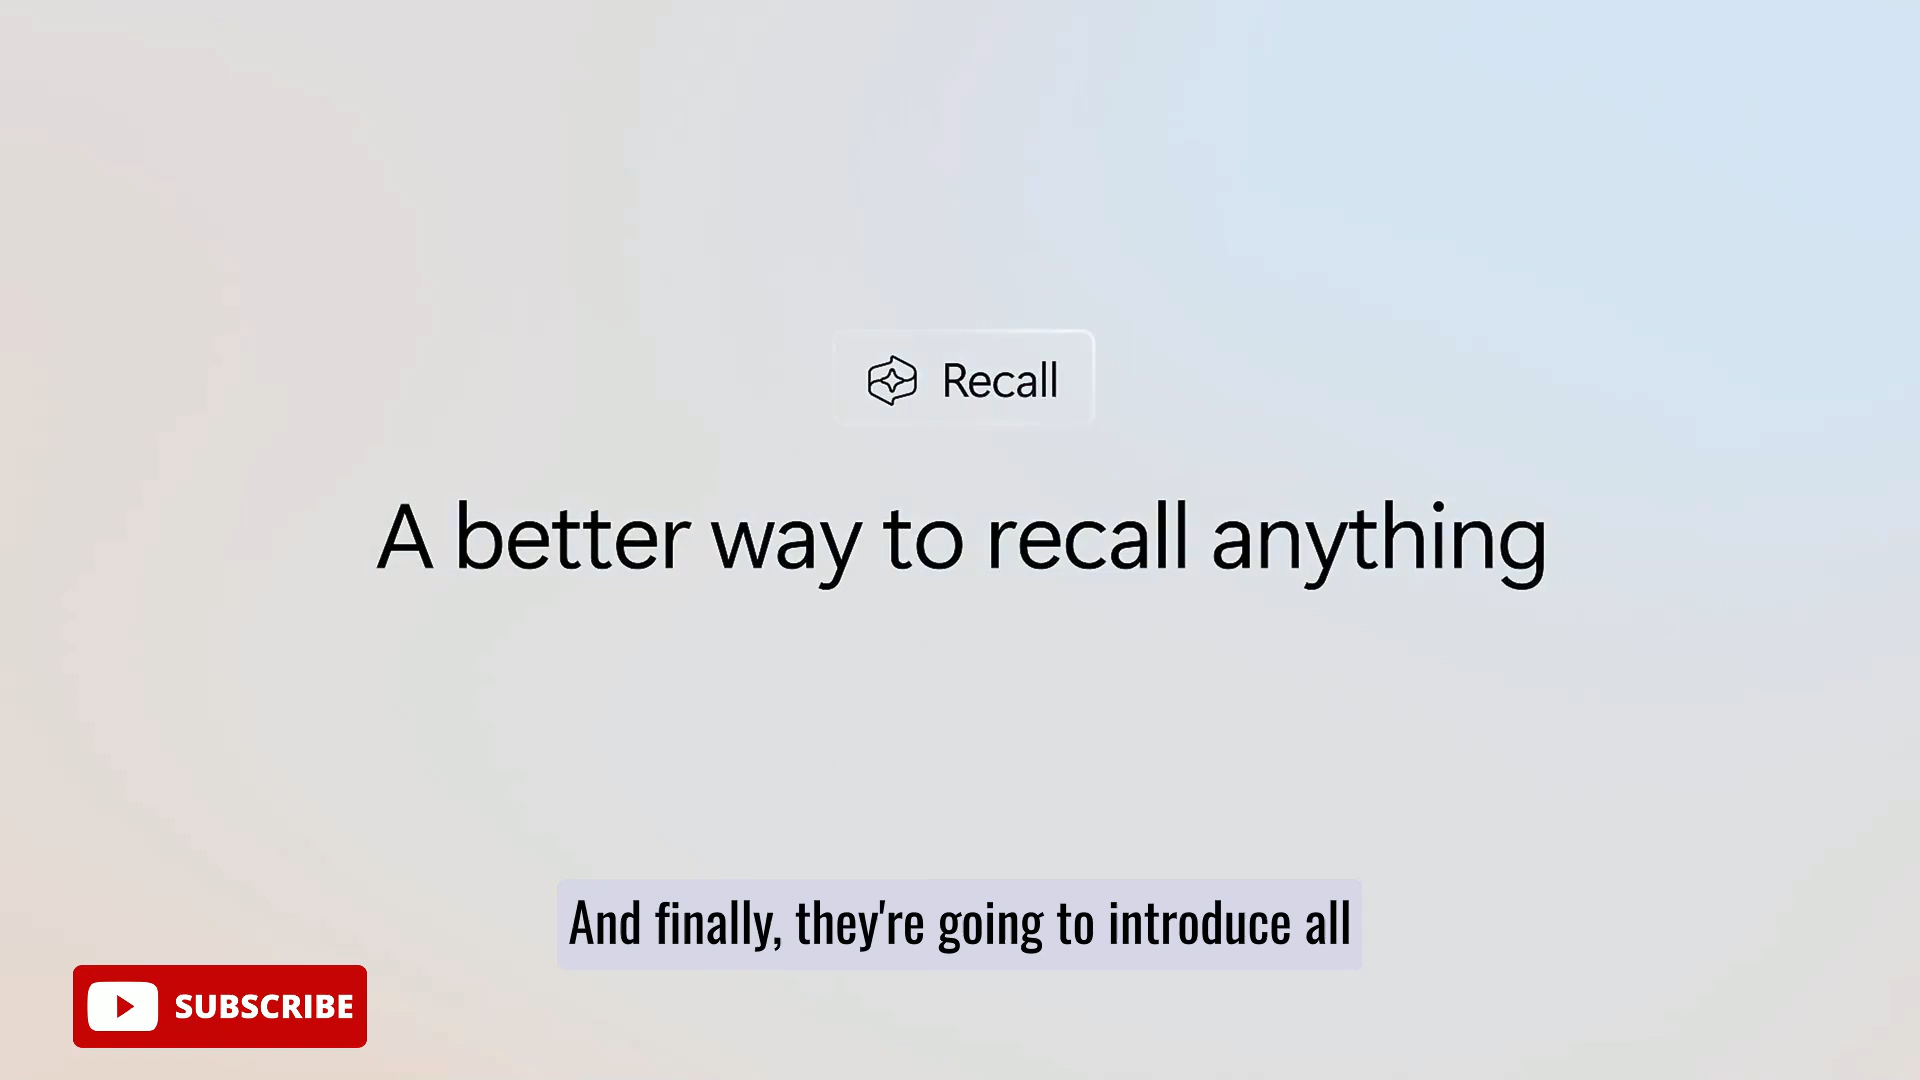 Recall
A better way to recall anything
And finally, they're going to introduce all
SUBSCRIBE